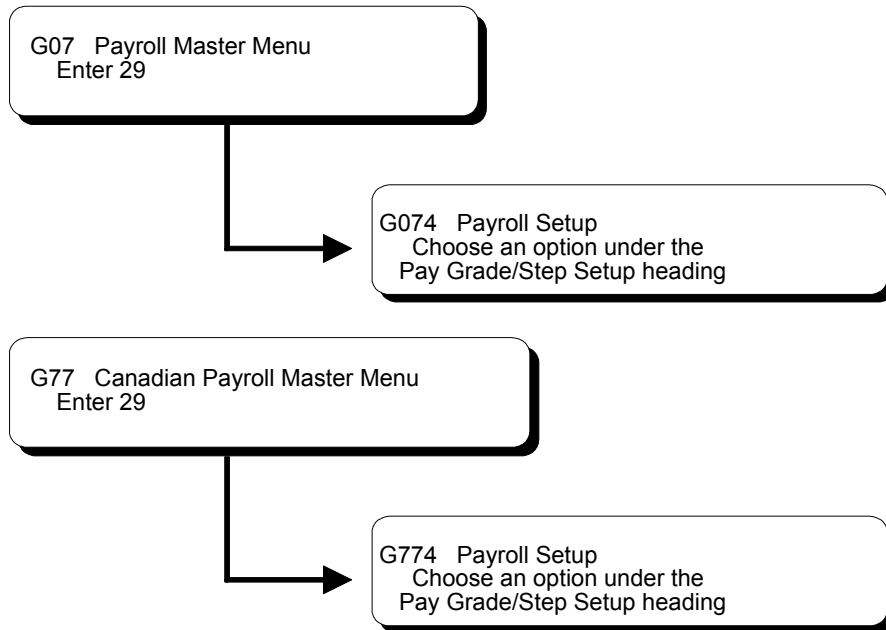 G07 Payroll Master Menu
Enter 29
G074 Payroll Setup
Choose an option under the
Pay Grade/Step Setup heading
G77 Canadian Payroll Master Menu
Enter 29
G774 Payroll Setup
Choose an option under the
Pay Grade/Step Setup heading